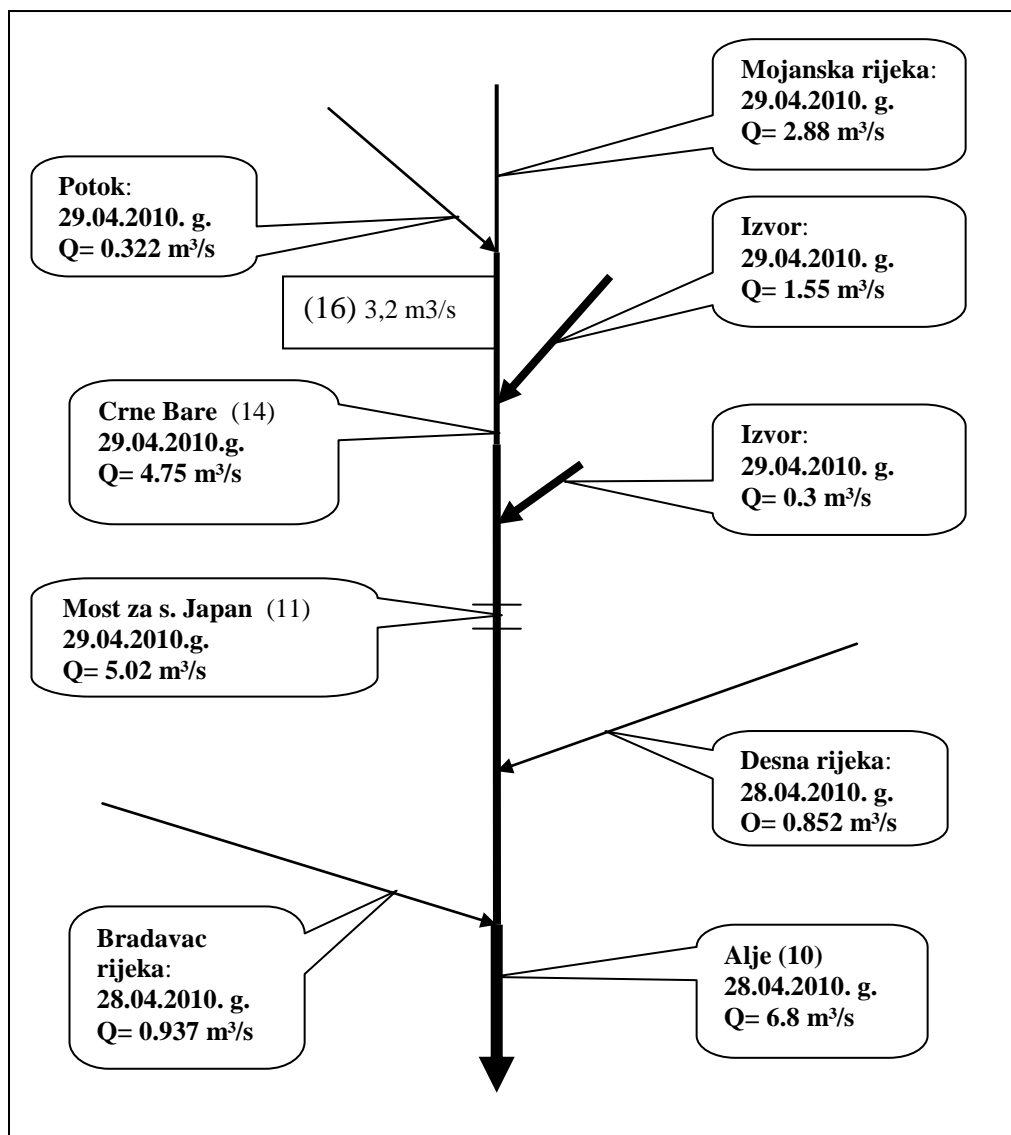 Mojanska rijeka:
29.04.2010. g.
Q= 2.88 m³/s
Potok:
29.04.2010. g.
Q= 0.322 m³/s
Izvor:
29.04.2010. g.
Q= 1.55 m³/s
(16) 3,2 m3/s
Crne Bare (14)
29.04.2010.g.
Q= 4.75 m³/s
Izvor:
29.04.2010. g.
Q= 0.3 m³/s
Most za s. Japan (11)
29.04.2010.g.
Q= 5.02 m³/s
Desna rijeka:
28.04.2010. g.
O= 0.852 m³/s
Bradavac
rijeka:
28.04.2010. g.
Q= 0.937 m³/s
Alje (10)
28.04.2010. g.
Q= 6.8 m³/s